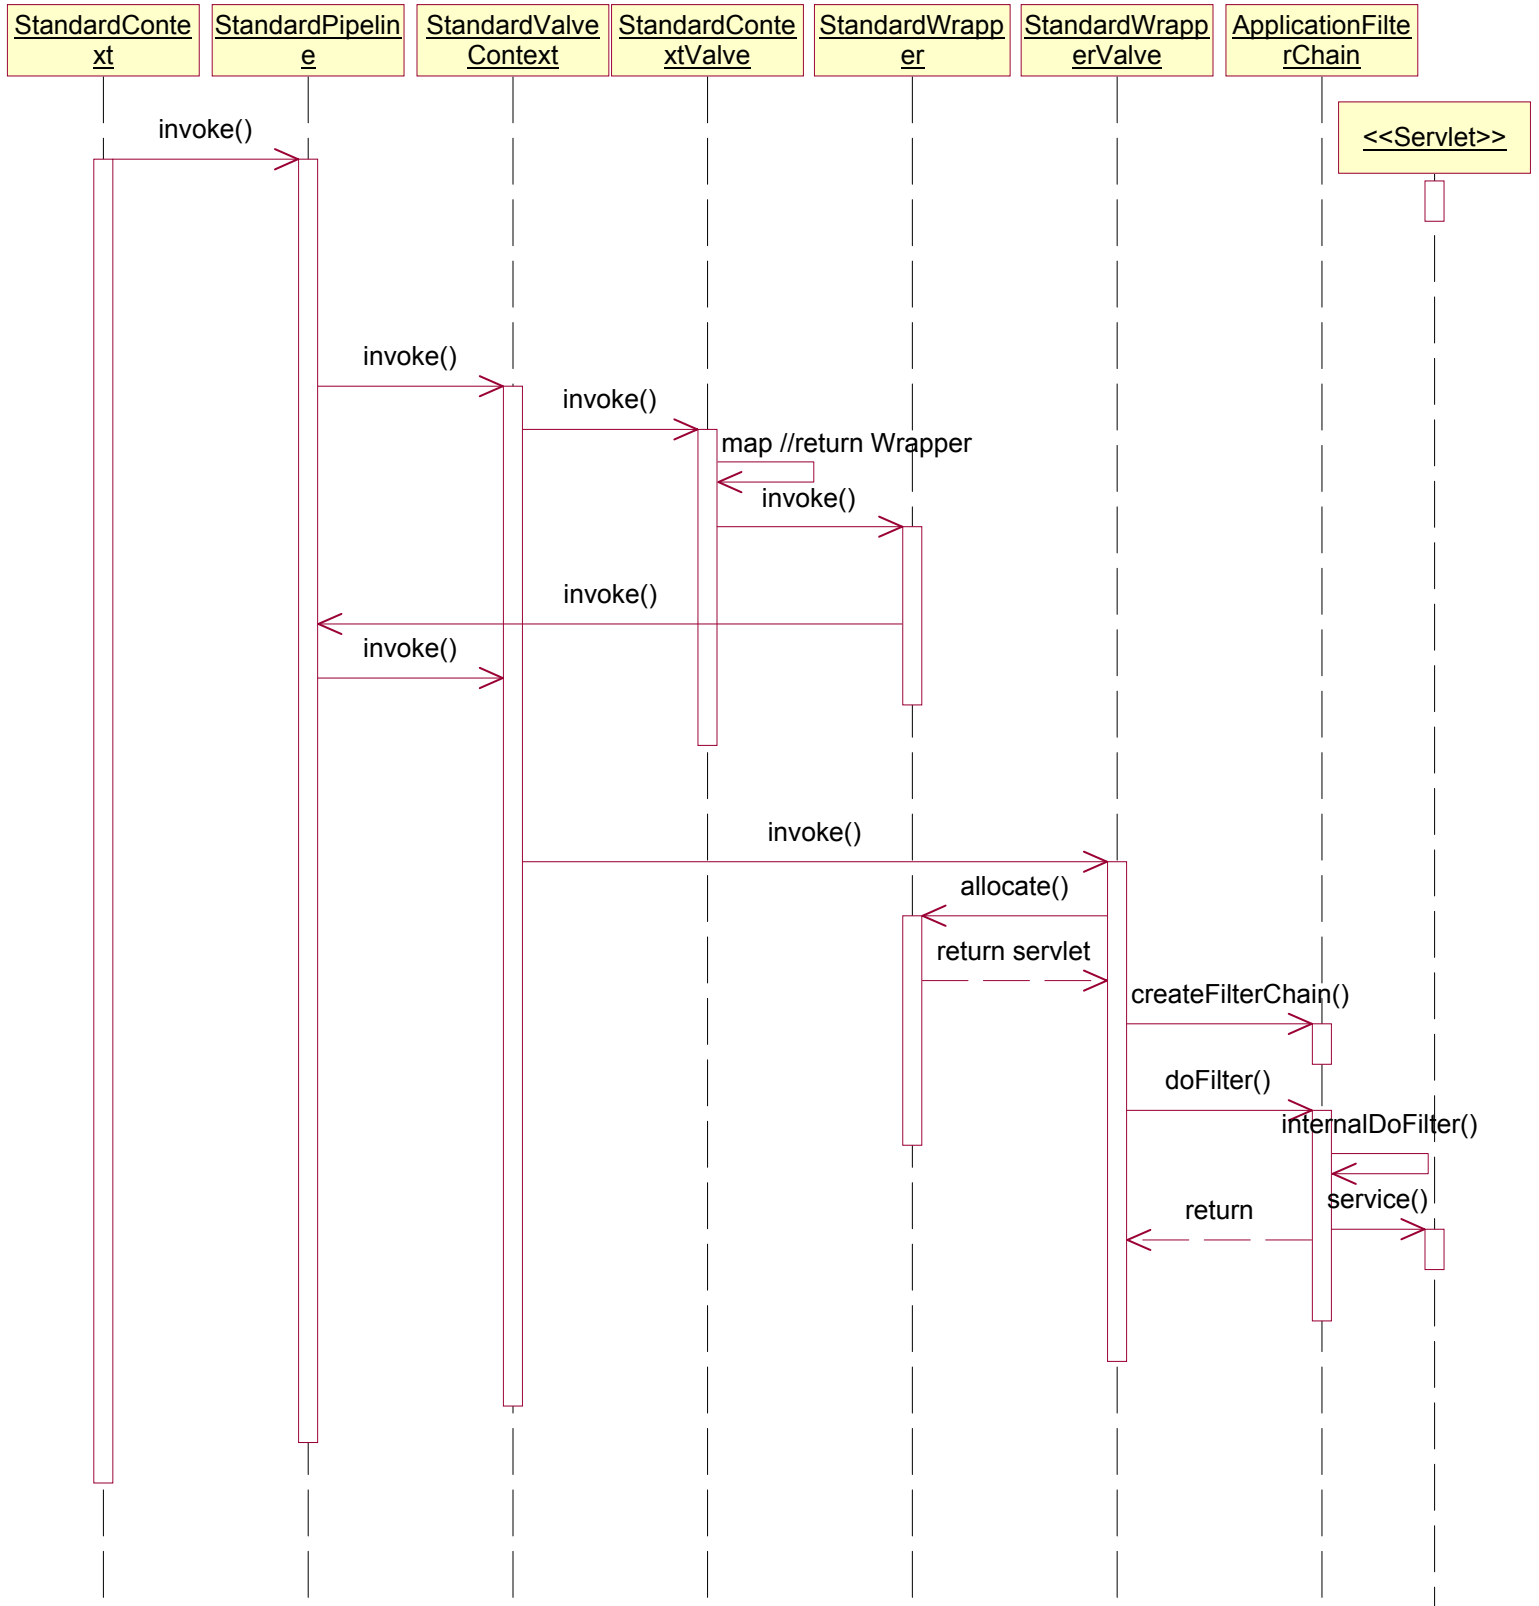 StandardConte
xt
StandardPipelin
e
StandardValve
Context
StandardConte
xtValve
StandardWrapp
er
StandardWrapp
erValve
ApplicationFilte
rChain
<<Servlet>>
invoke()
invoke()
invoke()
map //return Wrapper
invoke()
invoke()
invoke()
invoke()
allocate()
return servlet
createFilterChain()
doFilter()
internalDoFilter()
service()
return